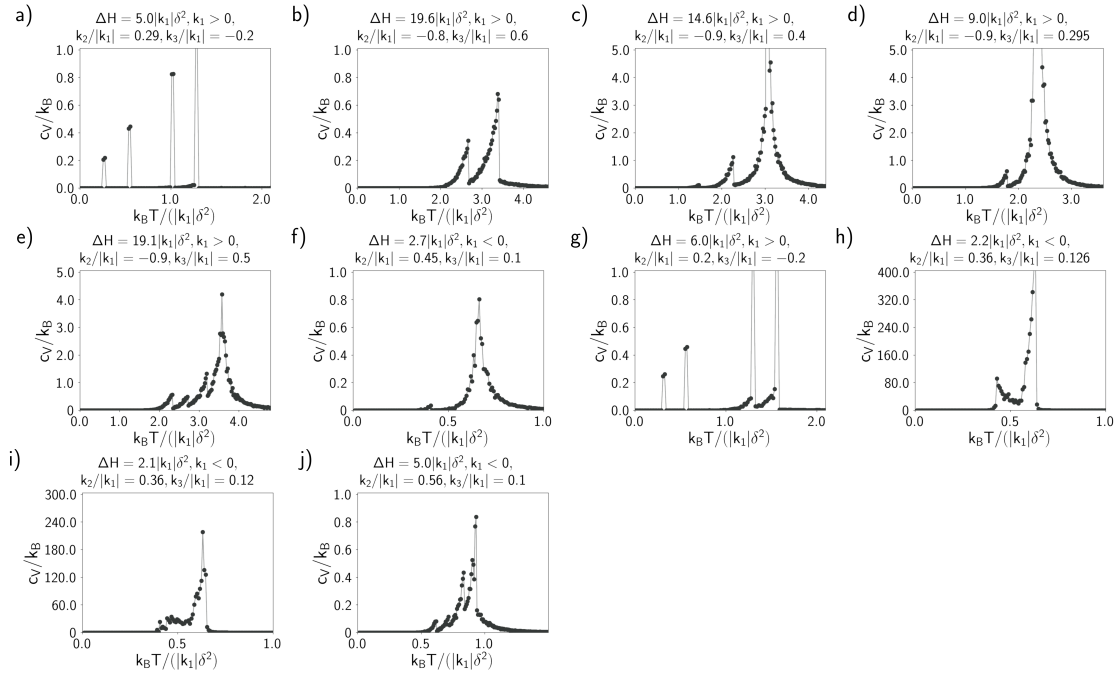 a)
ΔH = 5.0|k₁|δ², k₁ > 0,
k₂/|k₁| = 0.29, k₃/|k₁| = −0.2
1.0
0.8
0.6
0.4
0.2
0.0
c_V/k_B
0.0 1.0 2.0
k_BT/(|k₁|δ²)
b)
ΔH = 19.6|k₁|δ², k₁ > 0,
k₂/|k₁| = −0.8, k₃/|k₁| = 0.6
1.0
0.8
0.6
0.4
0.2
0.0
c_V/k_B
0.0 1.0 2.0 3.0 4.0
k_BT/(|k₁|δ²)
c)
ΔH = 14.6|k₁|δ², k₁ > 0,
k₂/|k₁| = −0.9, k₃/|k₁| = 0.4
5.0
4.0
3.0
2.0
1.0
0.0
c_V/k_B
0.0 1.0 2.0 3.0 4.0
k_BT/(|k₁|δ²)
d)
ΔH = 9.0|k₁|δ², k₁ > 0,
k₂/|k₁| = −0.9, k₃/|k₁| = 0.295
5.0
4.0
3.0
2.0
1.0
0.0
c_V/k_B
0.0 1.0 2.0 3.0
k_BT/(|k₁|δ²)
e)
ΔH = 19.1|k₁|δ², k₁ > 0,
k₂/|k₁| = −0.9, k₃/|k₁| = 0.5
5.0
4.0
3.0
2.0
1.0
0
c_V/k_B
0.0 1.0 2.0 3.0 4.0
k_BT/(|k₁|δ²)
f)
ΔH = 2.7|k₁|δ², k₁ < 0,
k₂/|k₁| = 0.45, k₃/|k₁| = 0.1
1.0
0.8
0.6
0.4
0.2
0
c_V/k_B
0.0 0.5 1.0
k_BT/(|k₁|δ²)
g)
ΔH = 6.0|k₁|δ², k₁ > 0,
k₂/|k₁| = 0.2, k₃/|k₁| = −0.2
1.0
0.8
0.6
0.4
0.2
0.0
c_V/k_B
0.0 1.0 2.0
k_BT/(|k₁|δ²)
h)
ΔH = 2.2|k₁|δ², k₁ < 0,
k₂/|k₁| = 0.36, k₃/|k₁| = 0.126
400.0
320.0
240.0
160.0
80.0
0
c_V/k_B
0.0 0.5 1.0
k_BT/(|k₁|δ²)
i)
ΔH = 2.1|k₁|δ², k₁ < 0,
k₂/|k₁| = 0.36, k₃/|k₁| = 0.12
300.0
240.0
180.0
120.0
60.0
0
c_V/k_B
0.0 0.5 1.0
k_BT/(|k₁|δ²)
j)
ΔH = 5.0|k₁|δ², k₁ < 0,
k₂/|k₁| = 0.56, k₃/|k₁| = 0.1
1.0
0.8
0.6
0.4
0.2
0
c_V/k_B
0.0 0.5 1.0
k_BT/(|k₁|δ²)